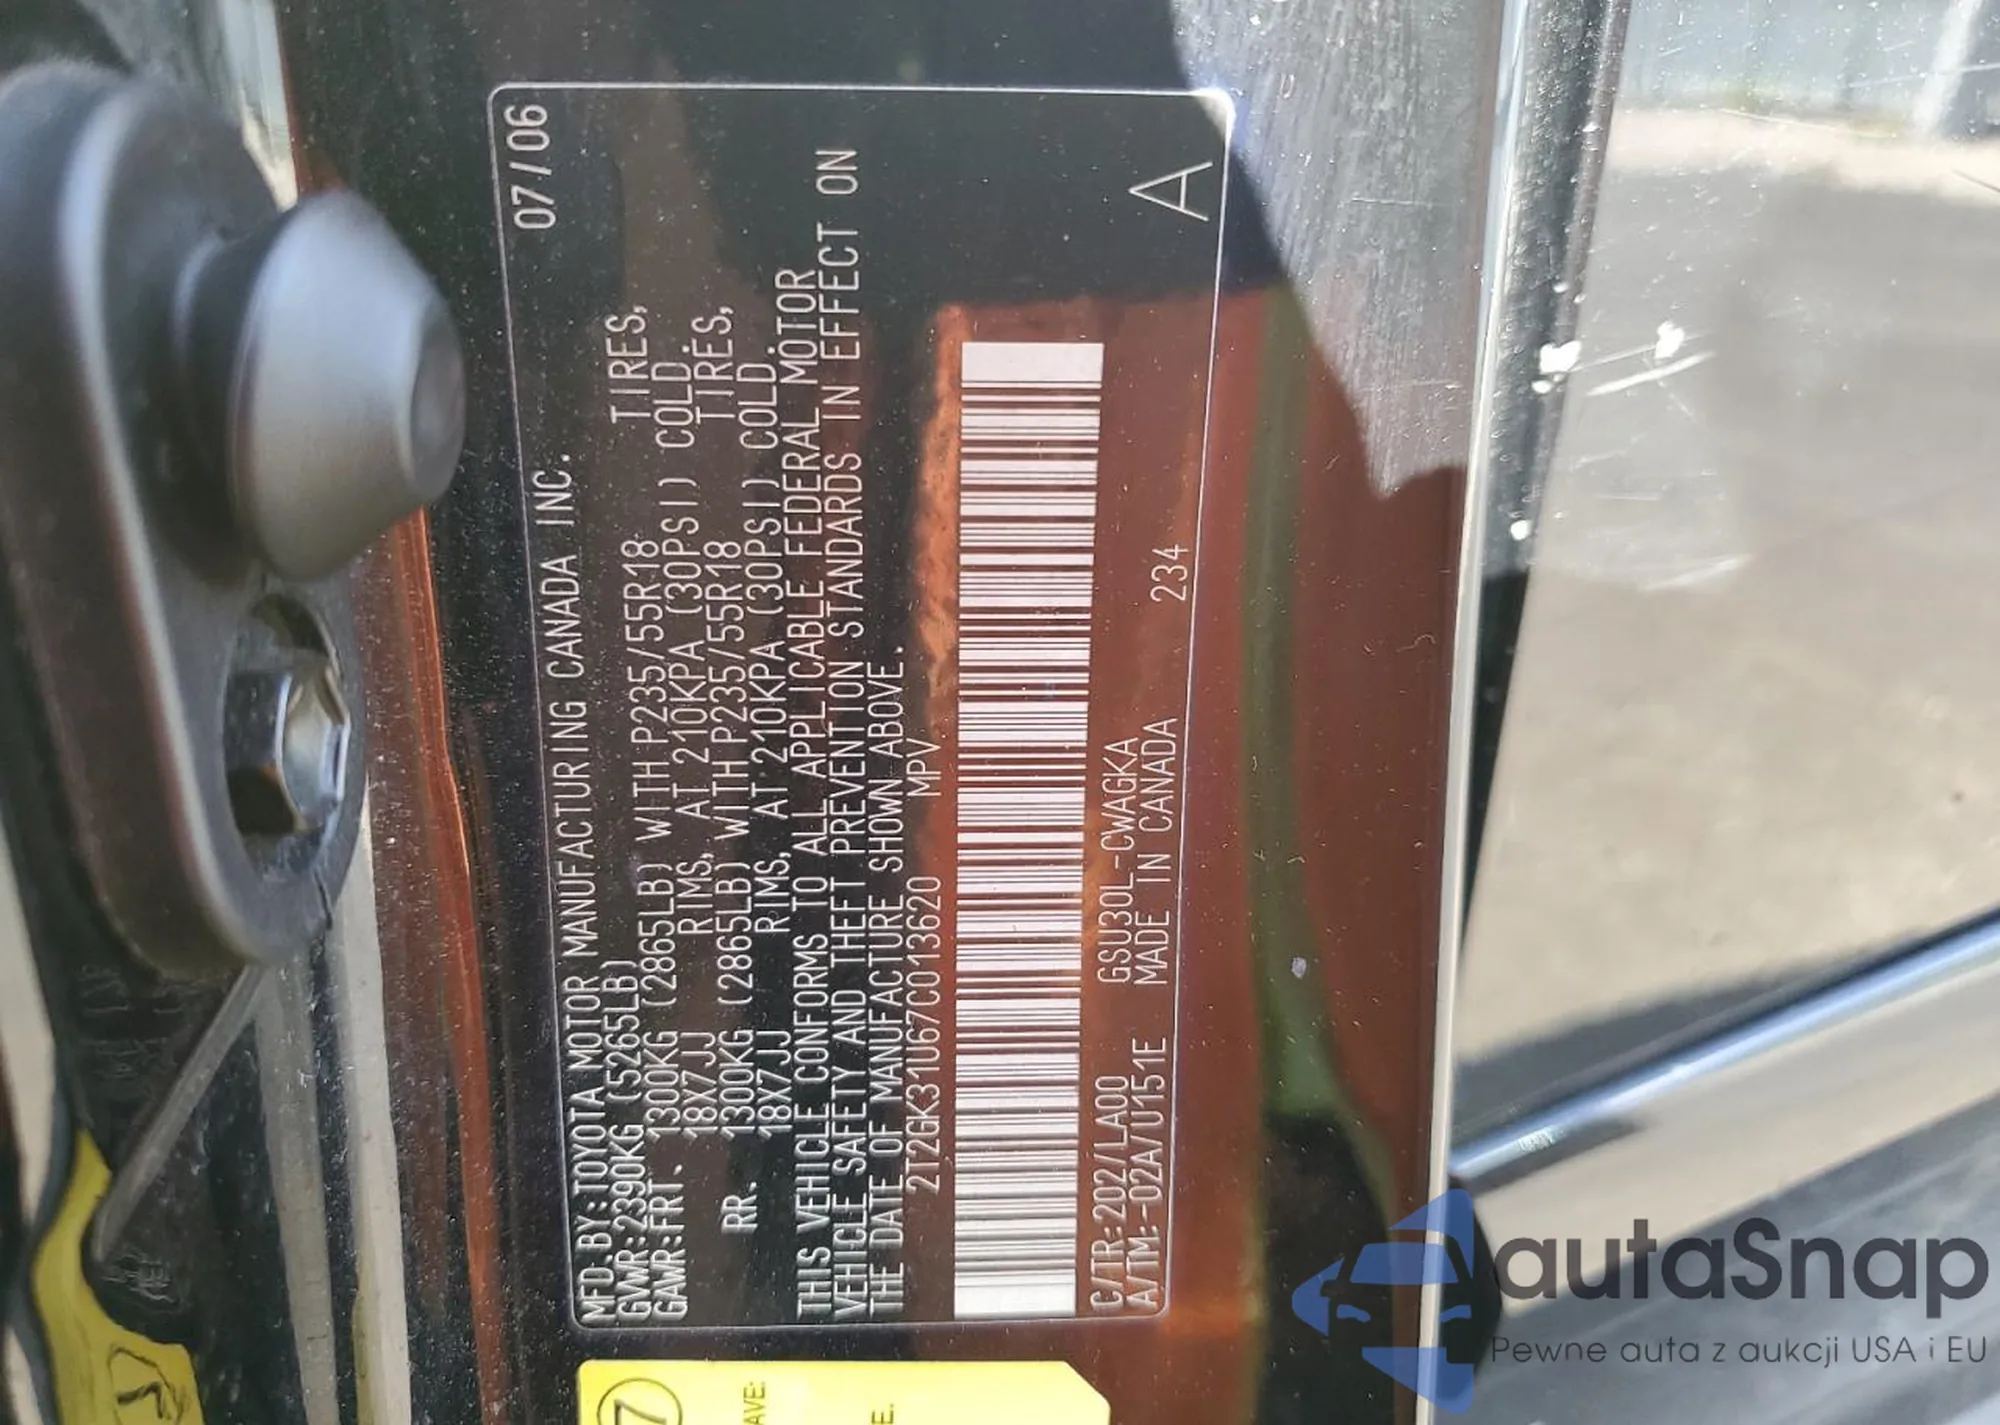 07/06
MFD.BY:TOYOTA MOTOR MANUFACTURING CANADA INC.
GVWR:2390KG (5265LB)
GAWR:FRT. 1300KG (2865LB) WITH P235/55R18 TIRES,
18X7JJ RIMS, AT 210KPA (30PSI) COLD.
RR. 1300KG (2865LB) WITH P235/55R18 TIRES,
18X7JJ RIMS, AT 210KPA (30PSI) COLD.
THIS VEHICLE CONFORMS TO ALL APPLICABLE FEDERAL MOTOR
VEHICLE SAFETY AND THEFT PREVENTION STANDARDS IN EFFECT ON
THE DATE OF MANUFACTURE SHOWN ABOVE.
2T2GK31U67C013620 MPV
C/TR:202/LA00 GSU30L-CWAGKA
A/TM:-02A/U151E MADE IN CANADA 234
A
7
AVE:
E.
autaSnap
Pewne auta z aukcji USA i EU